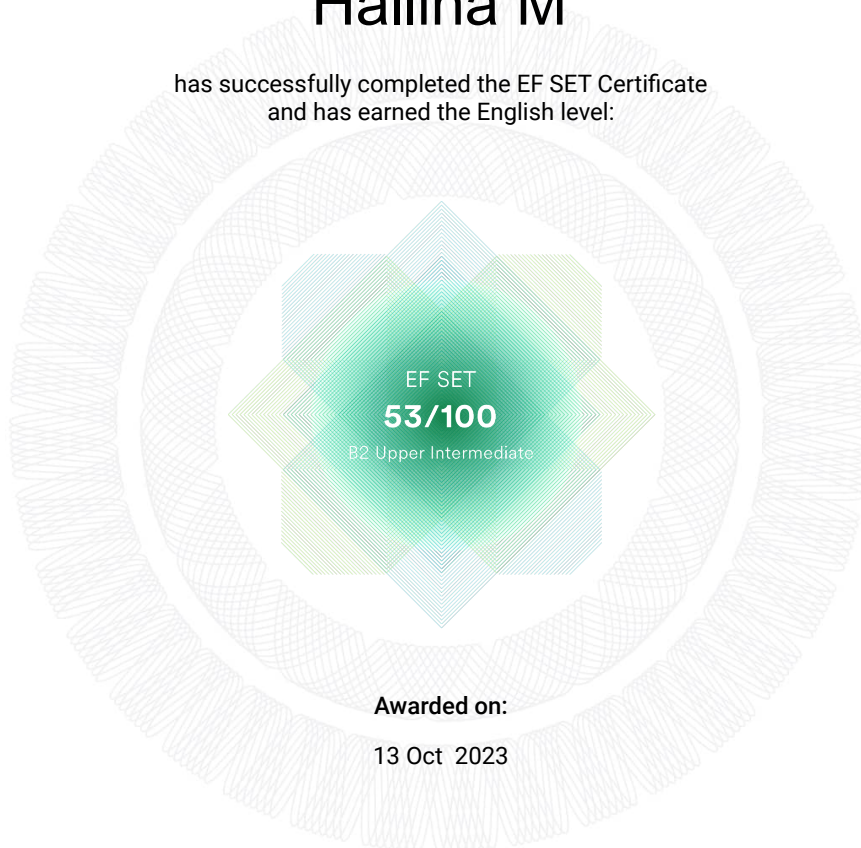 M
has successfully completed the EF SET Certificate
and has earned the English level:
EF SET
53/100
B2 Upper Intermediate
Awarded on:
13 Oct 2023